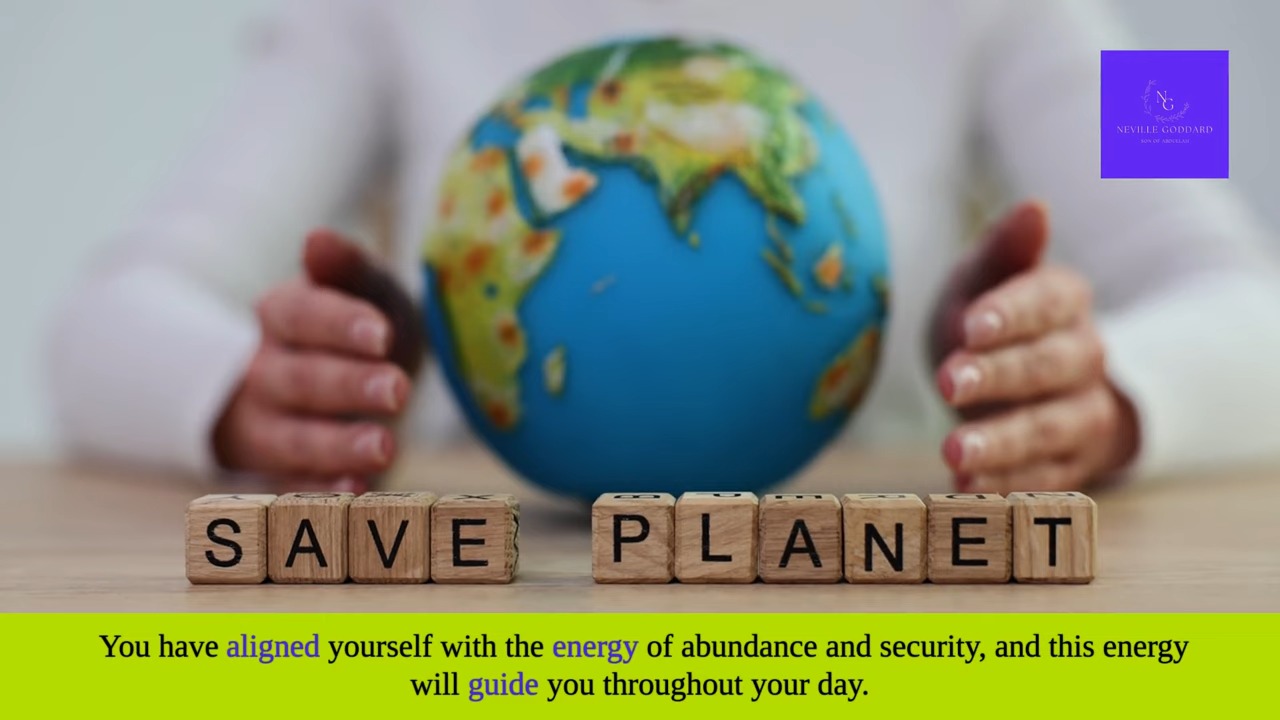 NG
NEVILLE GODDARD
SAVE PLANET
You have aligned yourself with the energy of abundance and security, and this energy
will guide you throughout your day.